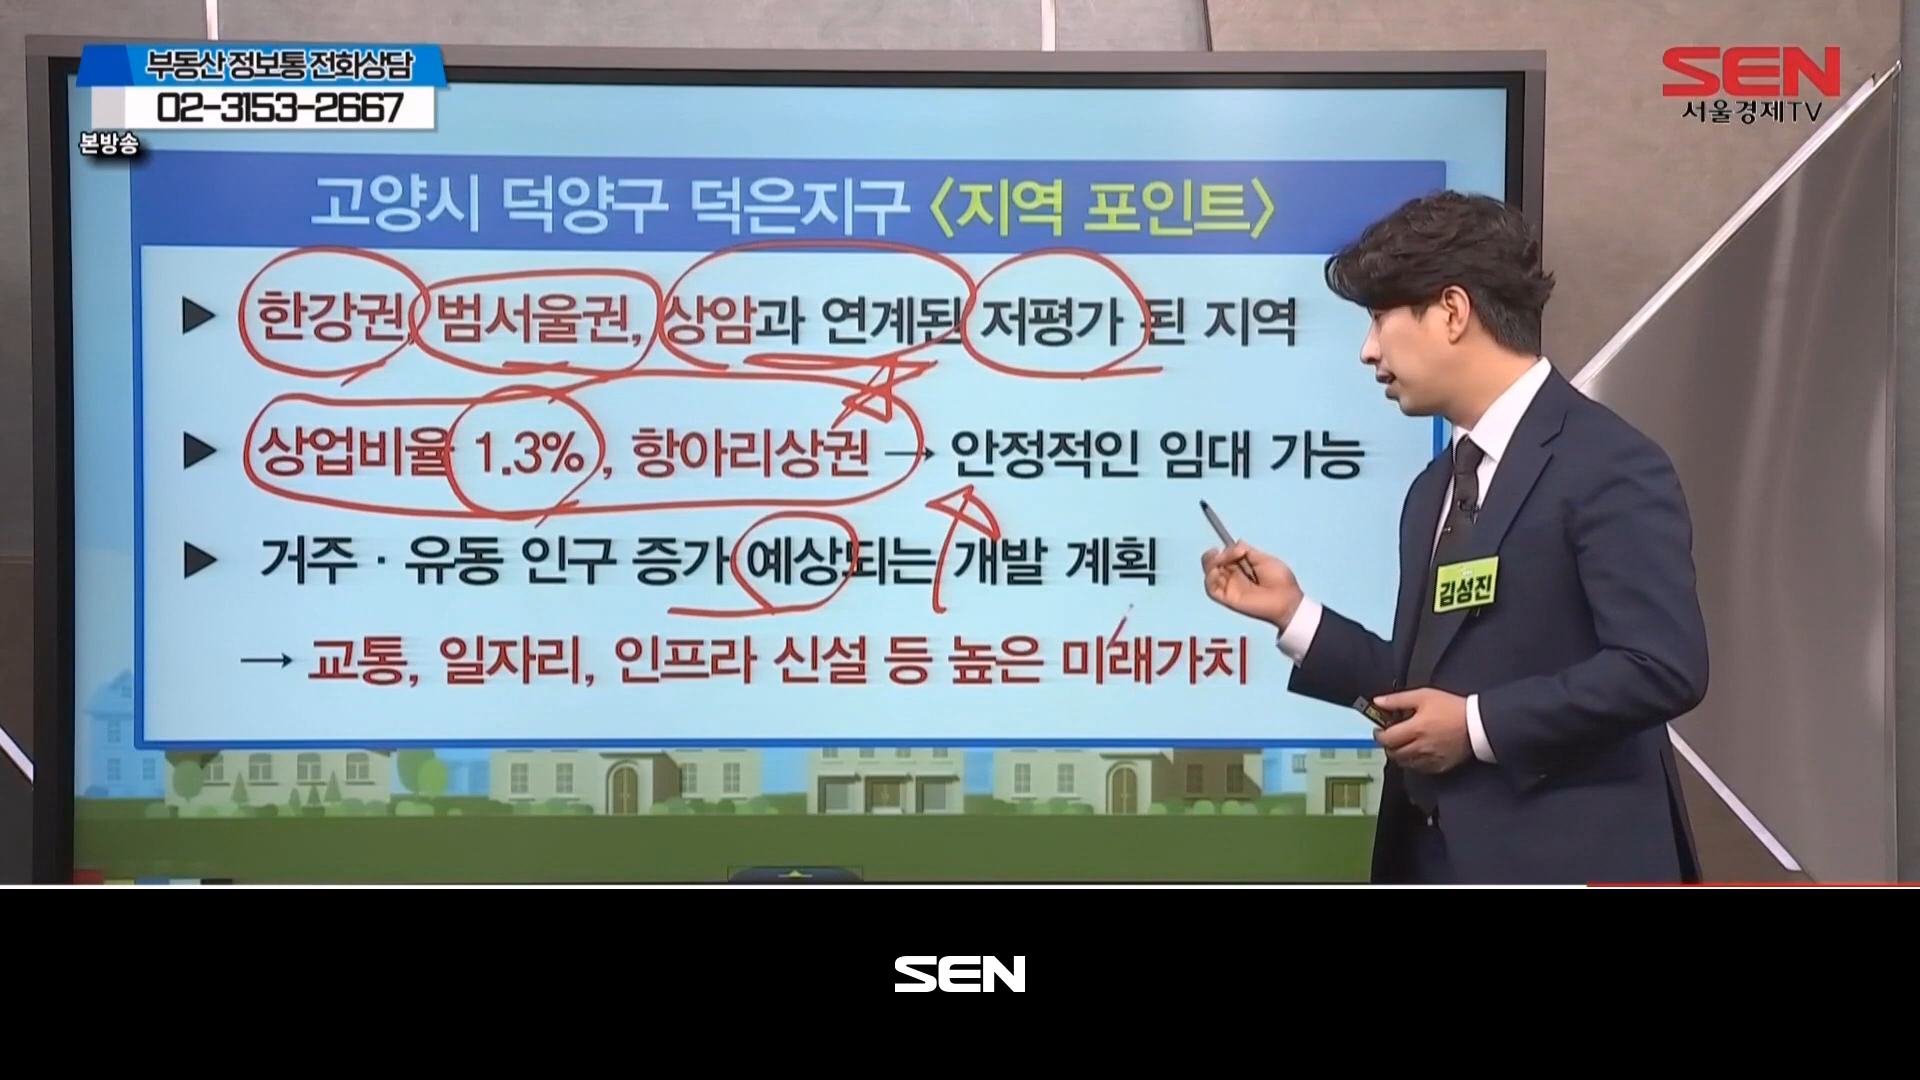 부동산 정보통 전화상담
02-3153-2667
본방송
SEN
서울경제TV
고양시 덕양구 덕은지구 <지역 포인트>
▶ 한강권, 범서울권, 상암과 연계된 저평가 된 지역
▶ 상업비율 1.3%, 항아리상권 → 안정적인 임대 가능
▶ 거주·유동 인구 증가 예상되는 개발 계획
→ 교통, 일자리, 인프라 신설 등 높은 미래가치
김성진
SEN